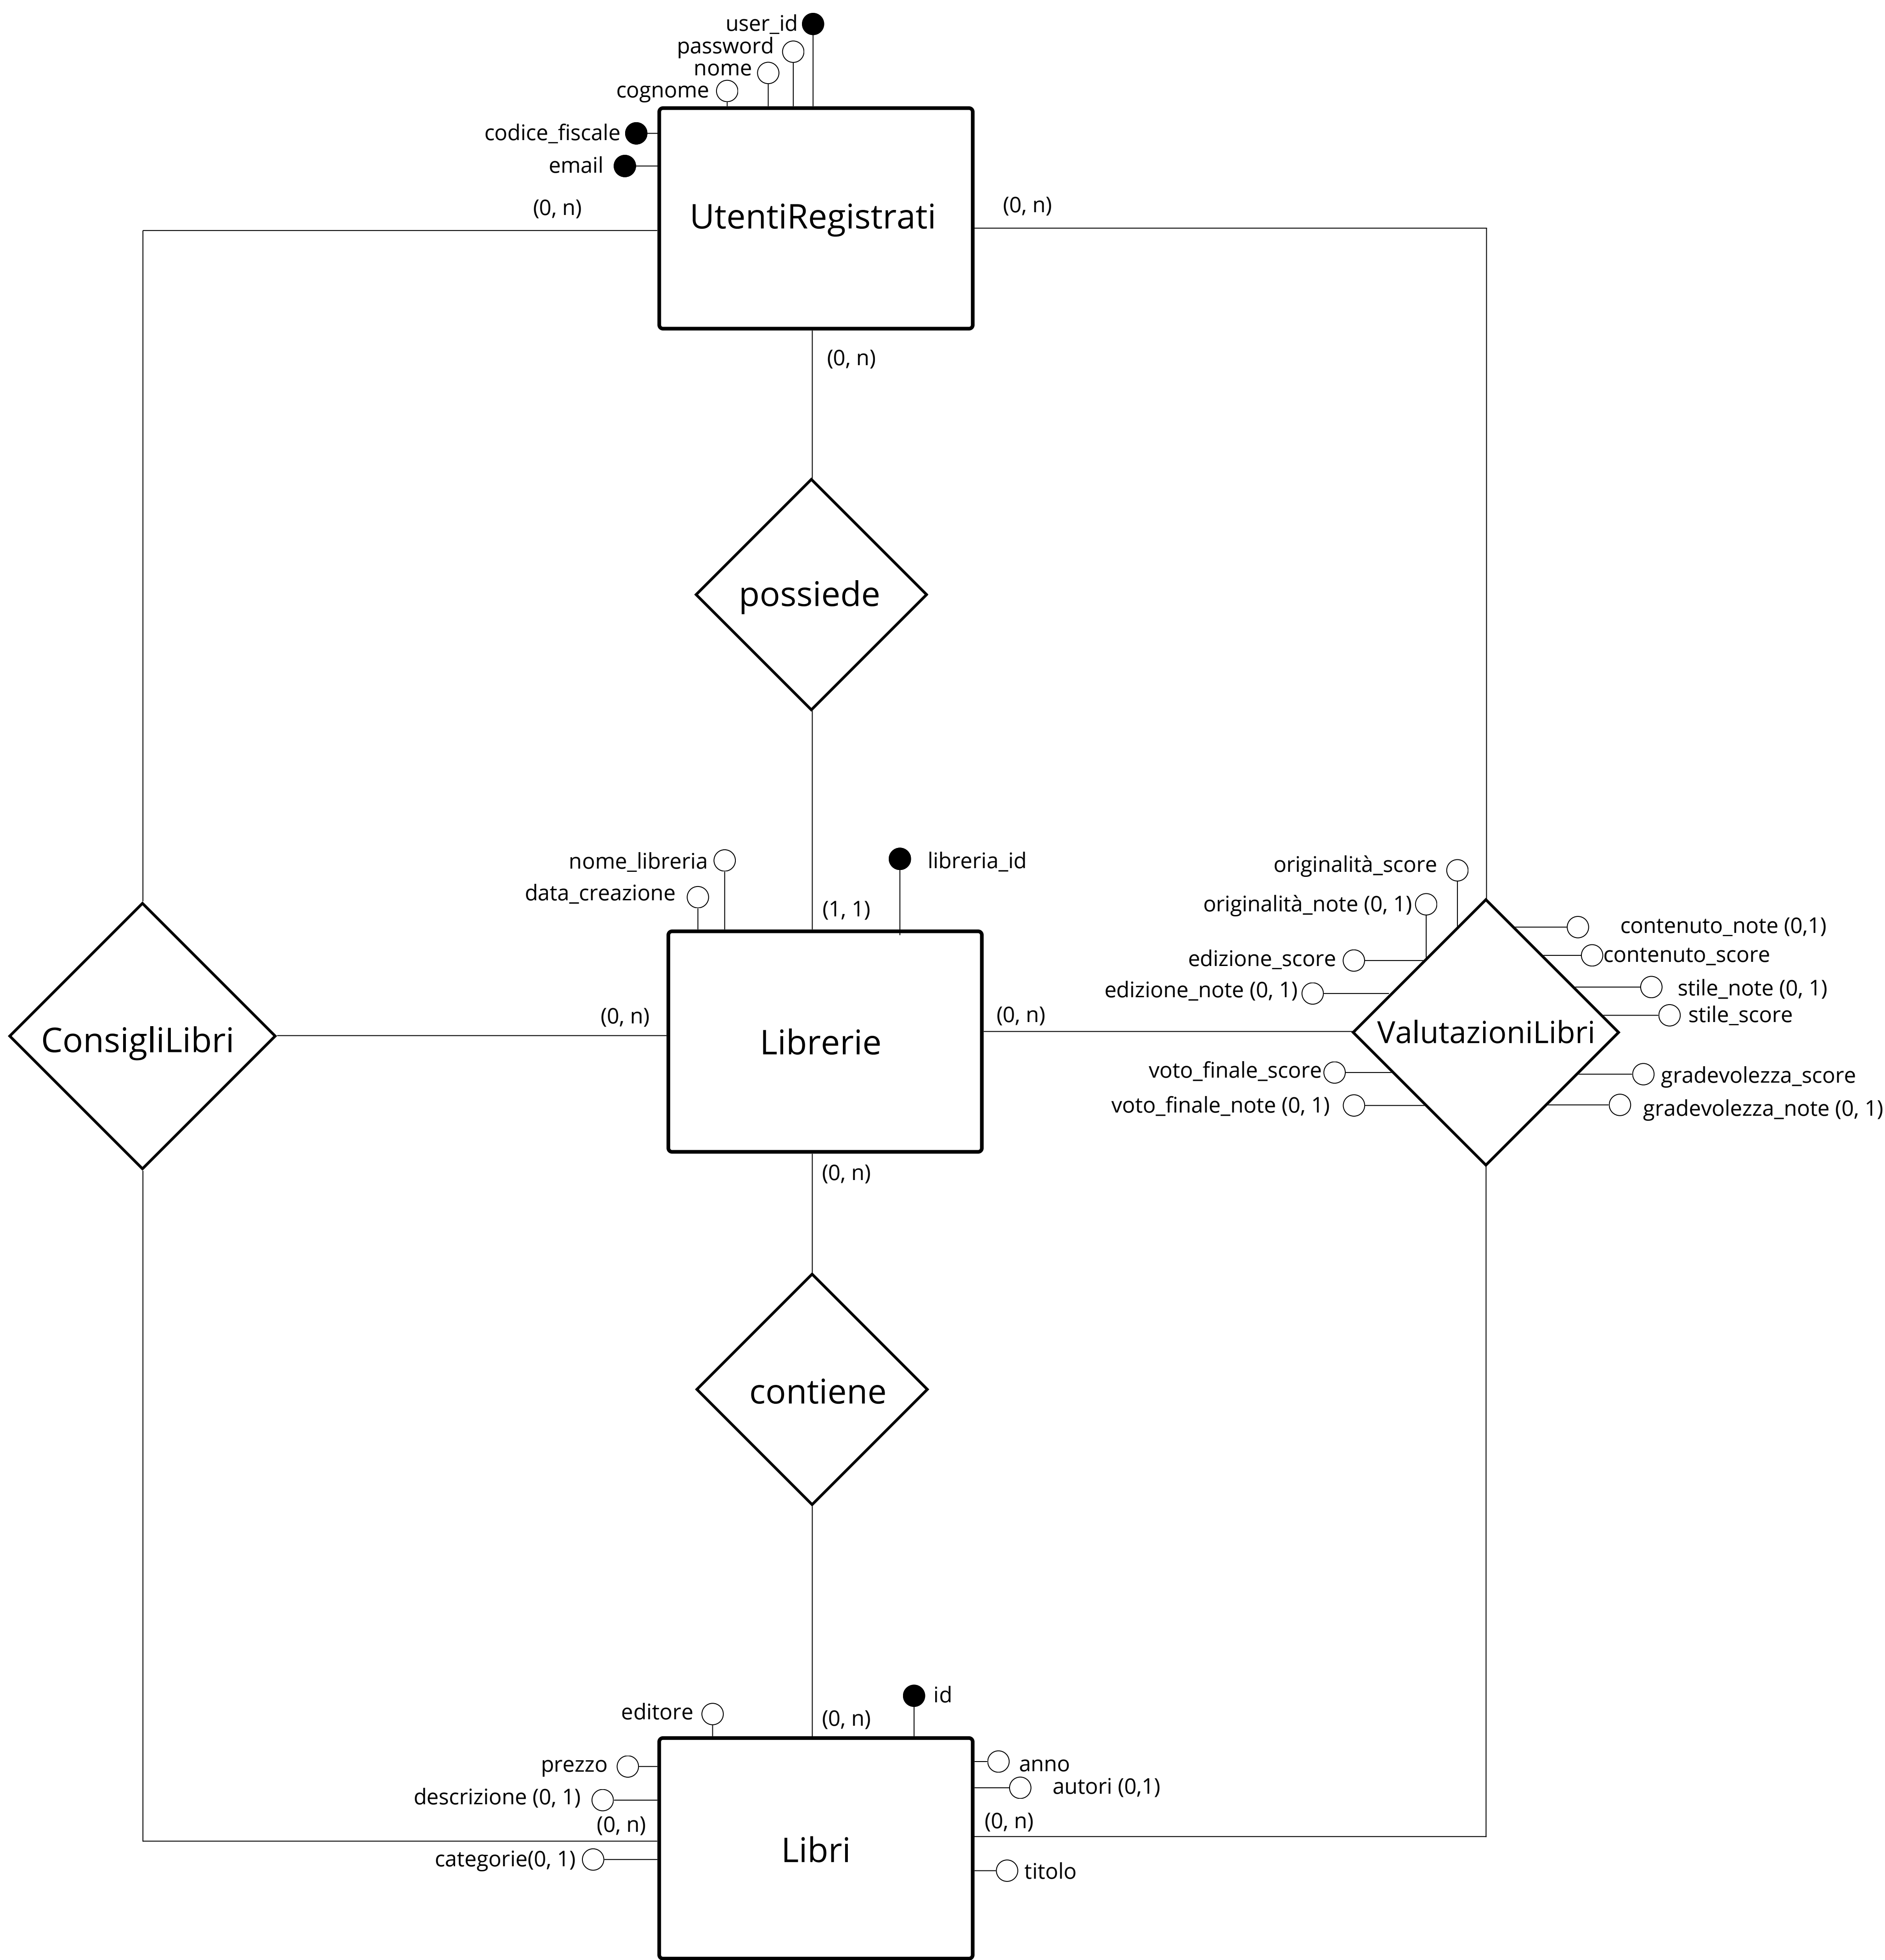 user_id
password
nome
cognome
codice_fiscale
email
(0, n)
(0, n)
UtentiRegistrati
(0, n)
possiede
nome_libreria
libreria_id
data_creazione
(1, 1)
originalità_score
originalità_note (0, 1)
contenuto_note (0,1)
contenuto_score
edizione_score
edizione_note (0, 1)
stile_note (0, 1)
stile_score
(0, n)
(0, n)
ConsigliLibri
Librerie
ValutazioniLibri
voto_finale_score
gradevolezza_score
voto_finale_note (0, 1)
gradevolezza_note (0, 1)
(0, n)
contiene
id
editore
(0, n)
prezzo
anno
autori (0,1)
descrizione (0, 1)
(0, n)
(0, n)
Libri
categorie(0, 1)
titolo